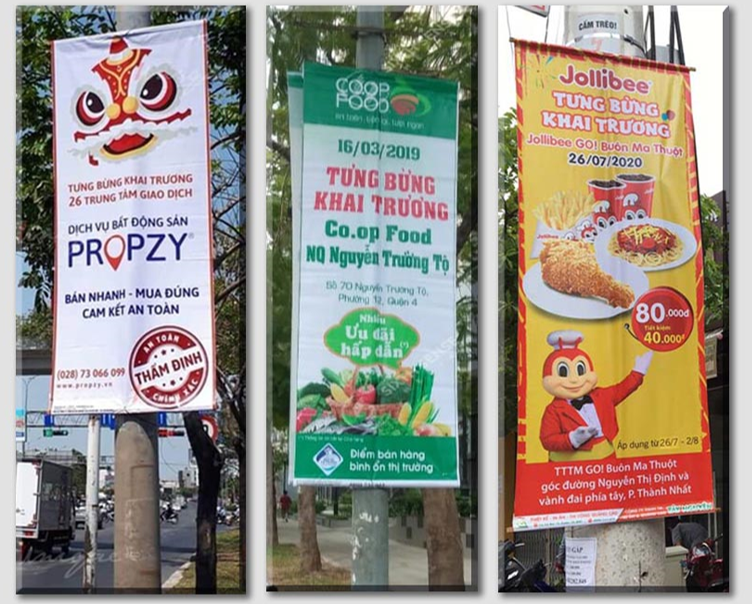 TƯNG BỪNG KHAI TRƯƠNG
26 TRUNG TÂM GIAO DỊCH
DỊCH VỤ BẤT ĐỘNG SẢN
PROPZY®
BÁN NHANH - MUA ĐÚNG
CAM KẾT AN TOÀN
AN TOÀN
THẨM ĐỊNH
CHÍNH XÁC
(028) 73 066 099
www.propzy.vn
CO.OP
FOOD
An toàn, tiện lợi, tươi ngon
16/03/2019
TƯNG BỪNG
KHAI TRƯƠNG
Co.op Food
NQ Nguyễn Trường Tộ
Số 70 Nguyễn Trường Tộ,
Phường 12, Quận 4
Nhiều
Ưu đãi
hấp dẫn
Điểm bán hàng
bình ổn thị trường
CẤM TRÈO!
Jollibee
TƯNG BỪNG
KHAI TRƯƠNG
Jollibee GO! Buôn Ma Thuột
26/07/2020
Jollibee
80.000đ
Tiết kiệm
40.000đ
Áp dụng từ 26/7 - 2/8
TTTM GO! Buôn Ma Thuột
góc đường Nguyễn Thị Định và
vành đai phía tây, P. Thành Nhất